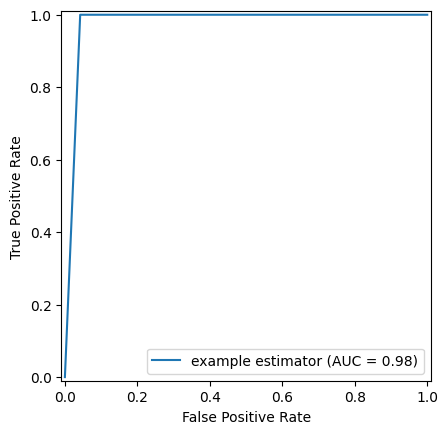 1.0
0.8
0.6
0.4
0.2
0.0
True Positive Rate
example estimator (AUC = 0.98)
0.0 0.2 0.4 0.6 0.8 1.0
False Positive Rate